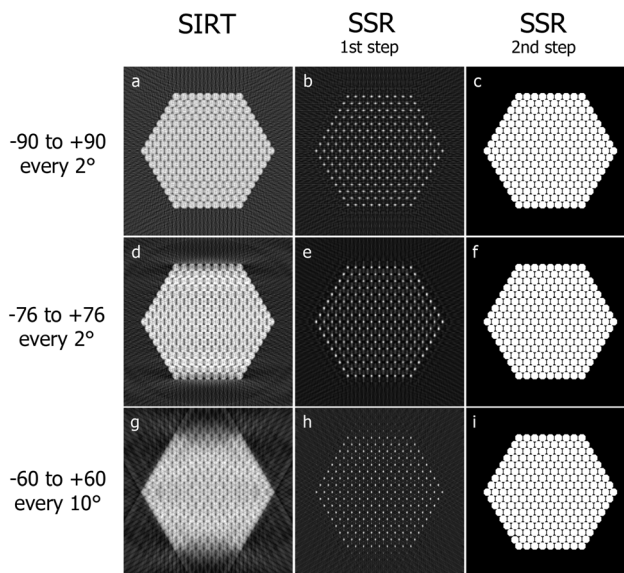 SIRT
SSR
1st step
SSR
2nd step
-90 to +90
every 2°
a
b
c
-76 to +76
every 2°
d
e
f
-60 to +60
every 10°
g
h
i